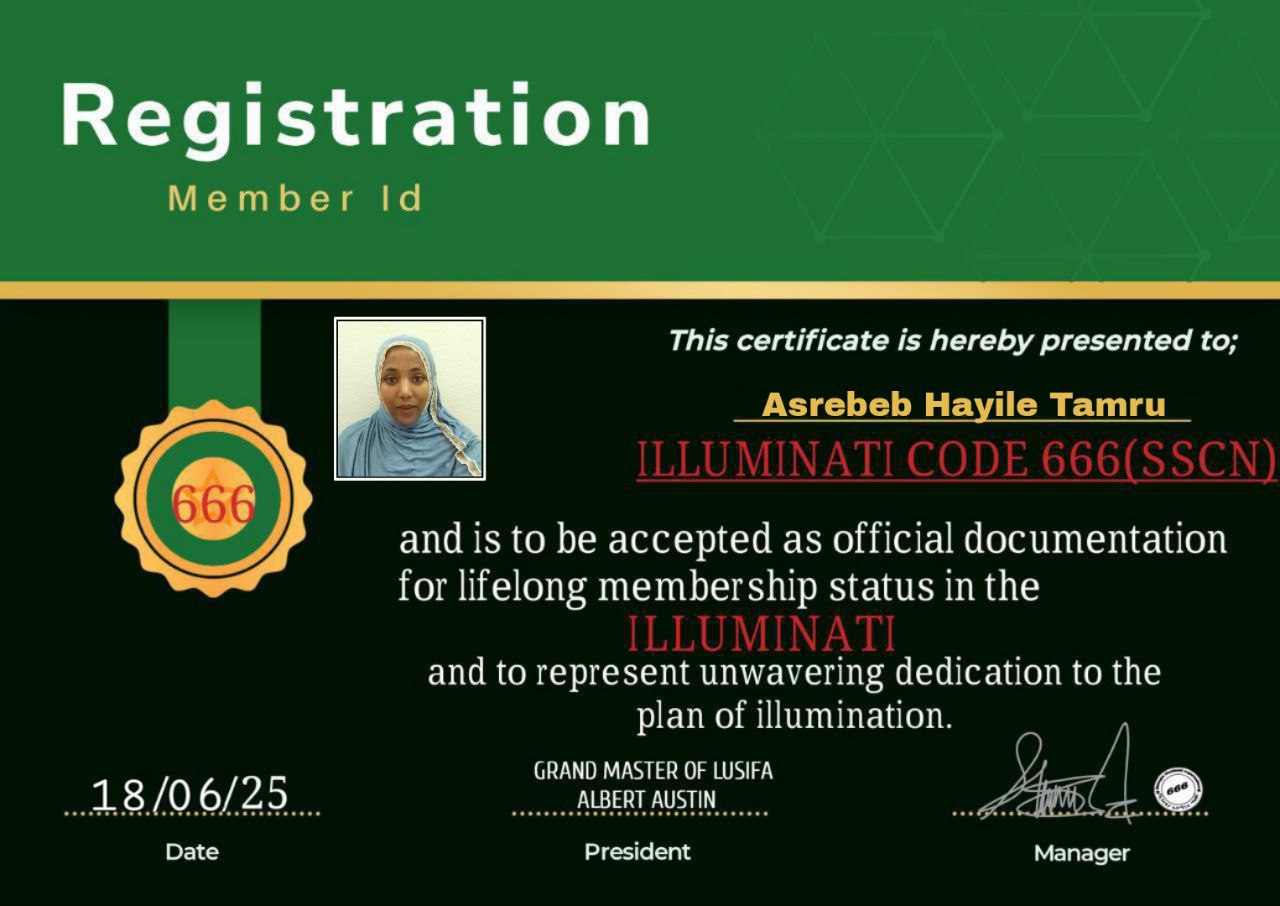 Registration
Member Id
This certificate is hereby presented to;
Asrebeb Hayile Tamru
ILLUMINATI CODE 666(SSCN)
666
and is to be accepted as official documentation
for lifelong membership status in the
ILLUMINATI
and to represent unwavering dedication to the
plan of illumination.
18/06/25
GRAND MASTER OF LUSIFA
ALBERT AUSTIN
666
Date
President
Manager